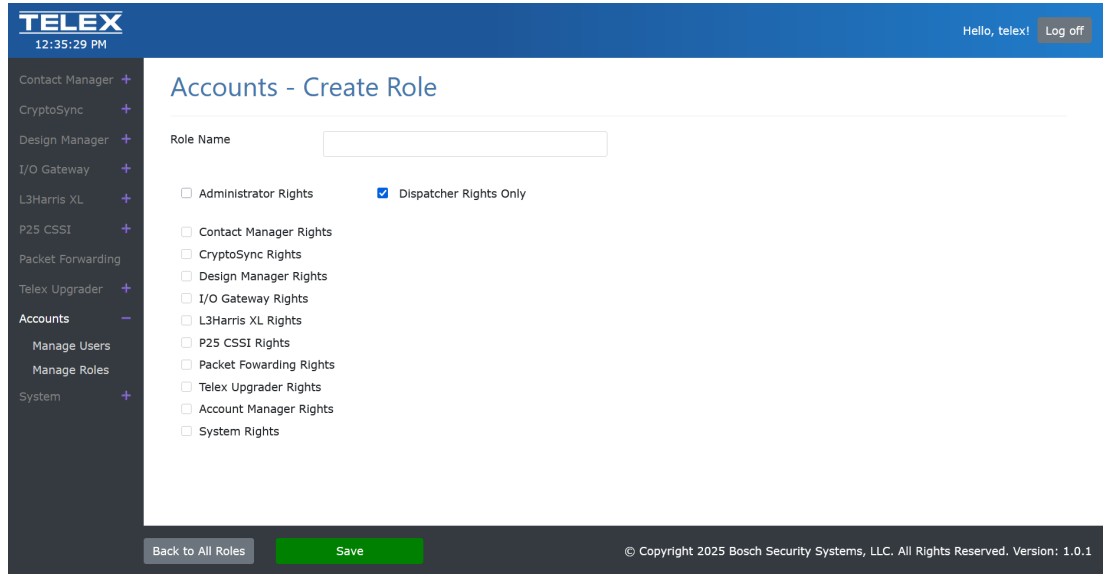 TELEX
12:35:29 PM
Hello, telex!
Log off
Contact Manager +
CryptoSync +
Design Manager +
I/O Gateway +
L3Harris XL +
P25 CSSI +
Packet Forwarding
Telex Upgrader +
Accounts −
Manage Users
Manage Roles
System +
Accounts - Create Role
Role Name
Administrator Rights
Dispatcher Rights Only
Contact Manager Rights
CryptoSync Rights
Design Manager Rights
I/O Gateway Rights
L3Harris XL Rights
P25 CSSI Rights
Packet Fowarding Rights
Telex Upgrader Rights
Account Manager Rights
System Rights
Back to All Roles
Save
© Copyright 2025 Bosch Security Systems, LLC. All Rights Reserved. Version: 1.0.1